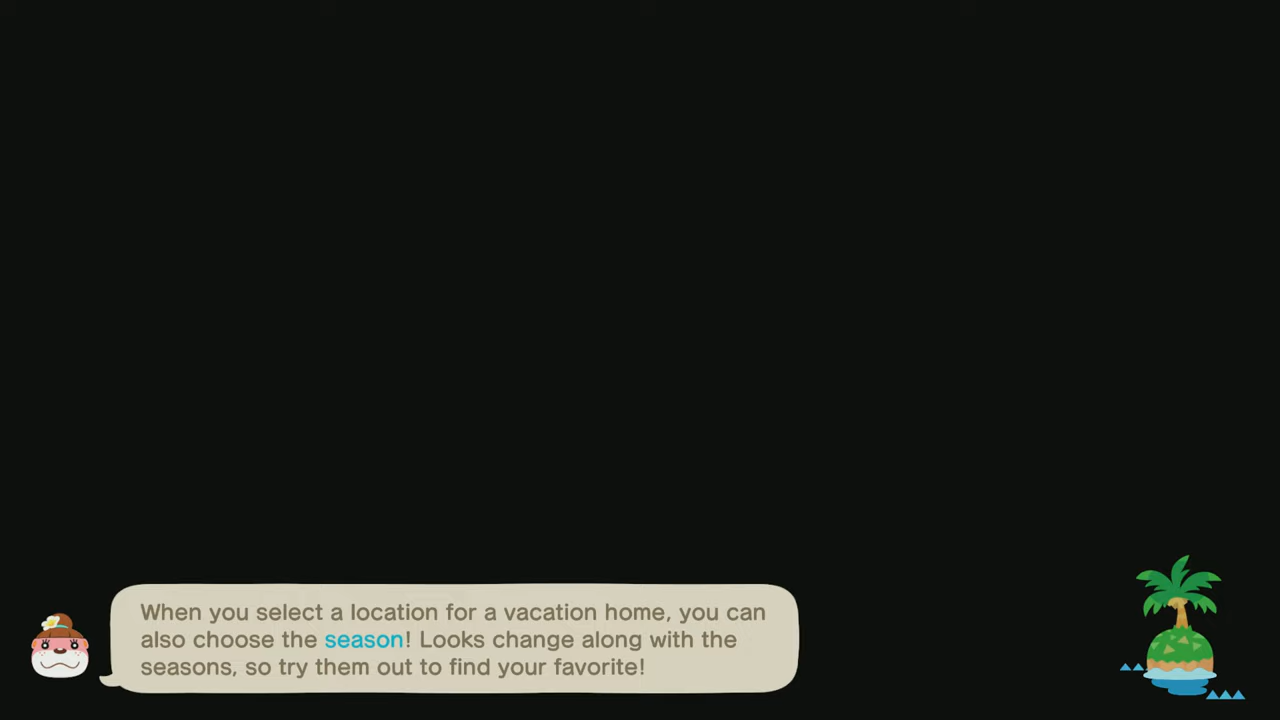 When you select a location for a vacation home, you can
also choose the season! Looks change along with the
seasons, so try them out to find your favorite!